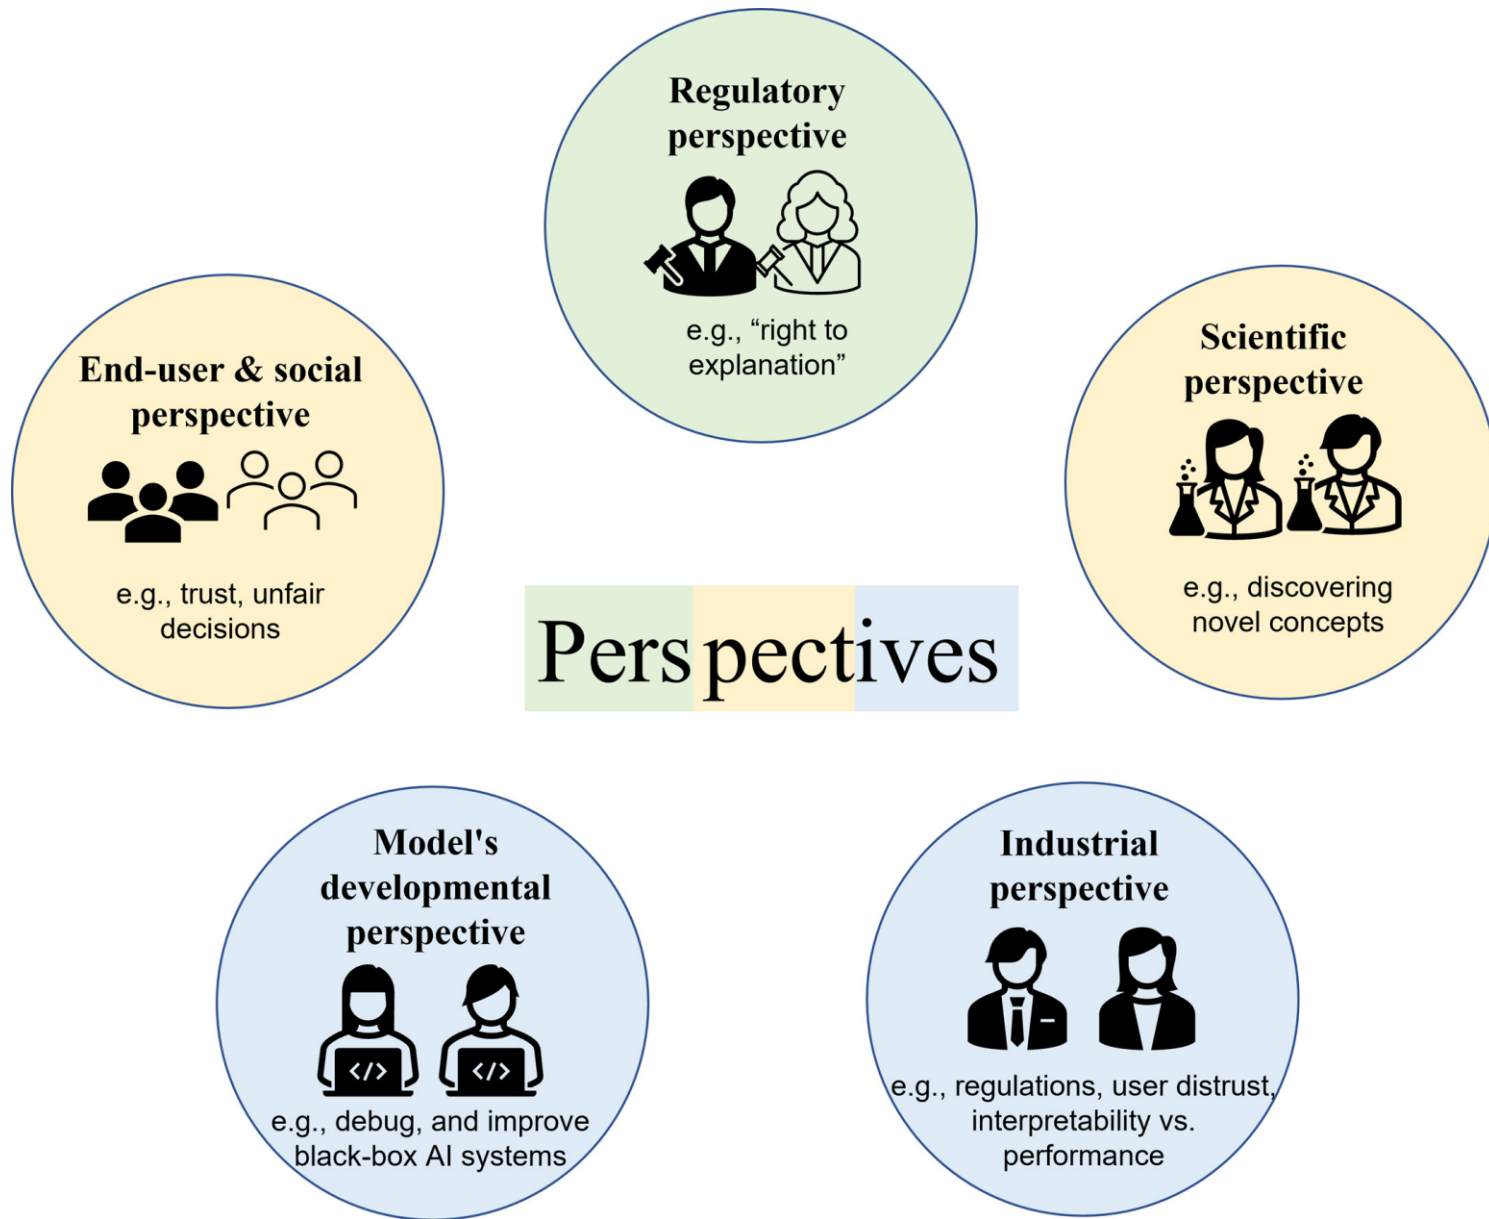 Regulatory
perspective
e.g., “right to
explanation”
End-user & social
perspective
e.g., trust, unfair
decisions
Scientific
perspective
e.g., discovering
novel concepts
Perspectives
Model's
developmental
perspective
</>
</>
e.g., debug, and improve
black-box AI systems
Industrial
perspective
e.g., regulations, user distrust,
interpretability vs.
performance